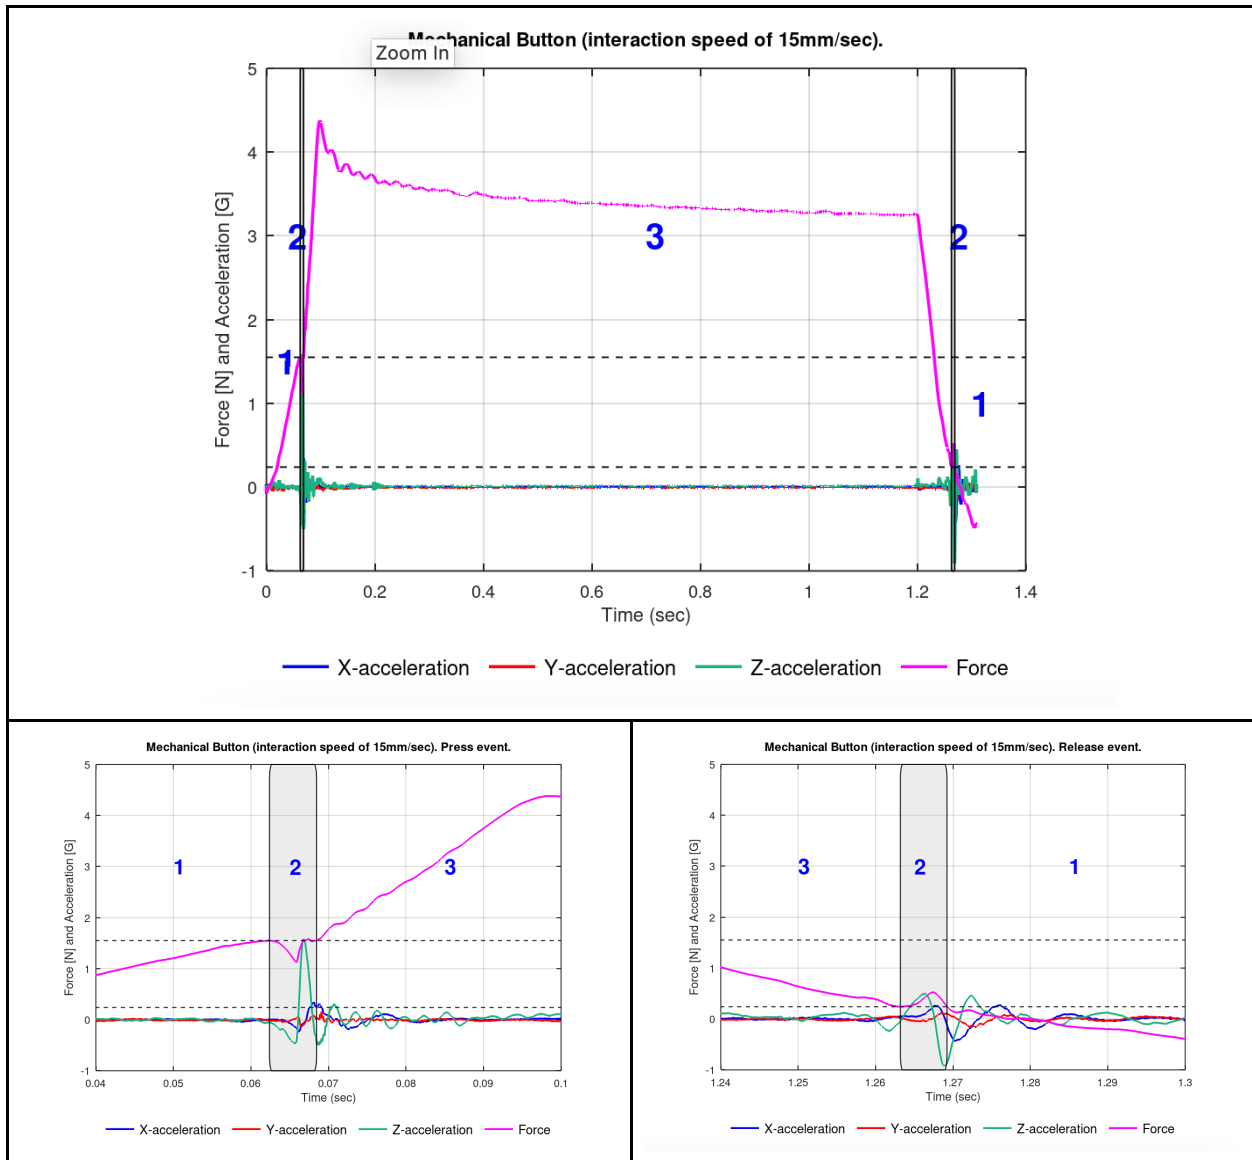 Mechanical Button (interaction speed of 15mm/sec).
Zoom In
5
4
3
2
1
0
-1
Force [N] and Acceleration [G]
2
3
2
1
1
0 0.2 0.4 0.6 0.8 1 1.2 1.4
Time (sec)
X-acceleration Y-acceleration Z-acceleration Force
Mechanical Button (interaction speed of 15mm/sec). Press event.
5
4
3
2
1
0
-1
Force [N] and Acceleration [G]
1 2 3
0.04 0.05 0.06 0.07 0.08 0.09 0.1
Time (sec)
X-acceleration Y-acceleration Z-acceleration Force
Mechanical Button (interaction speed of 15mm/sec). Release event.
5
4
3
2
1
0
-1
Force [N] and Acceleration [G]
3 2 1
1.24 1.25 1.26 1.27 1.28 1.29 1.3
Time (sec)
X-acceleration Y-acceleration Z-acceleration Force